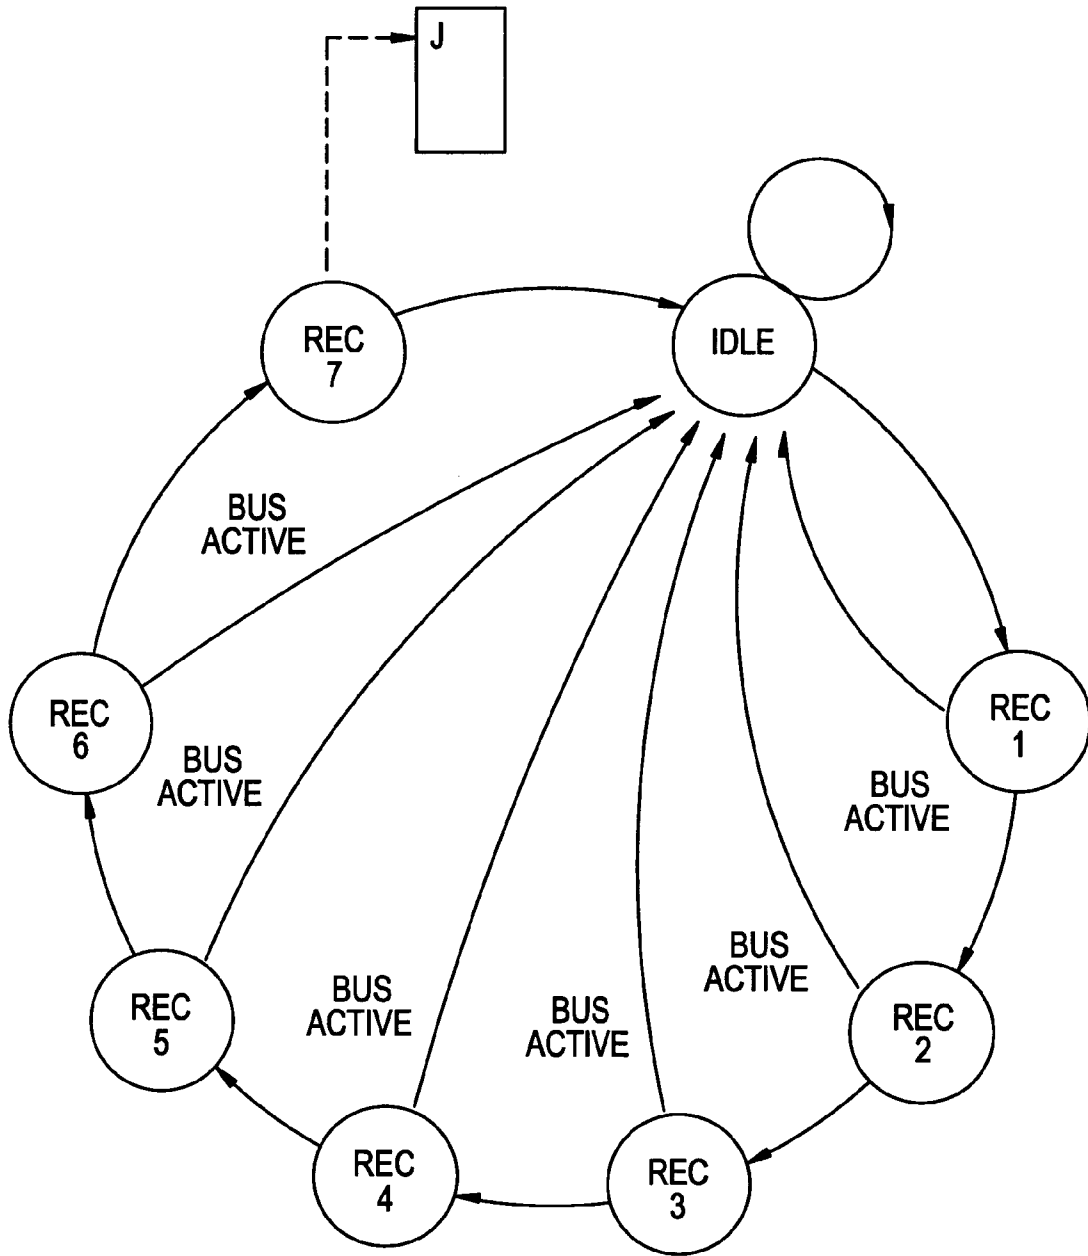 J
REC
7
IDLE
BUS
ACTIVE
REC
6
REC
1
BUS
ACTIVE
BUS
ACTIVE
BUS
ACTIVE
BUS
ACTIVE
BUS
ACTIVE
REC
5
REC
2
REC
4
REC
3